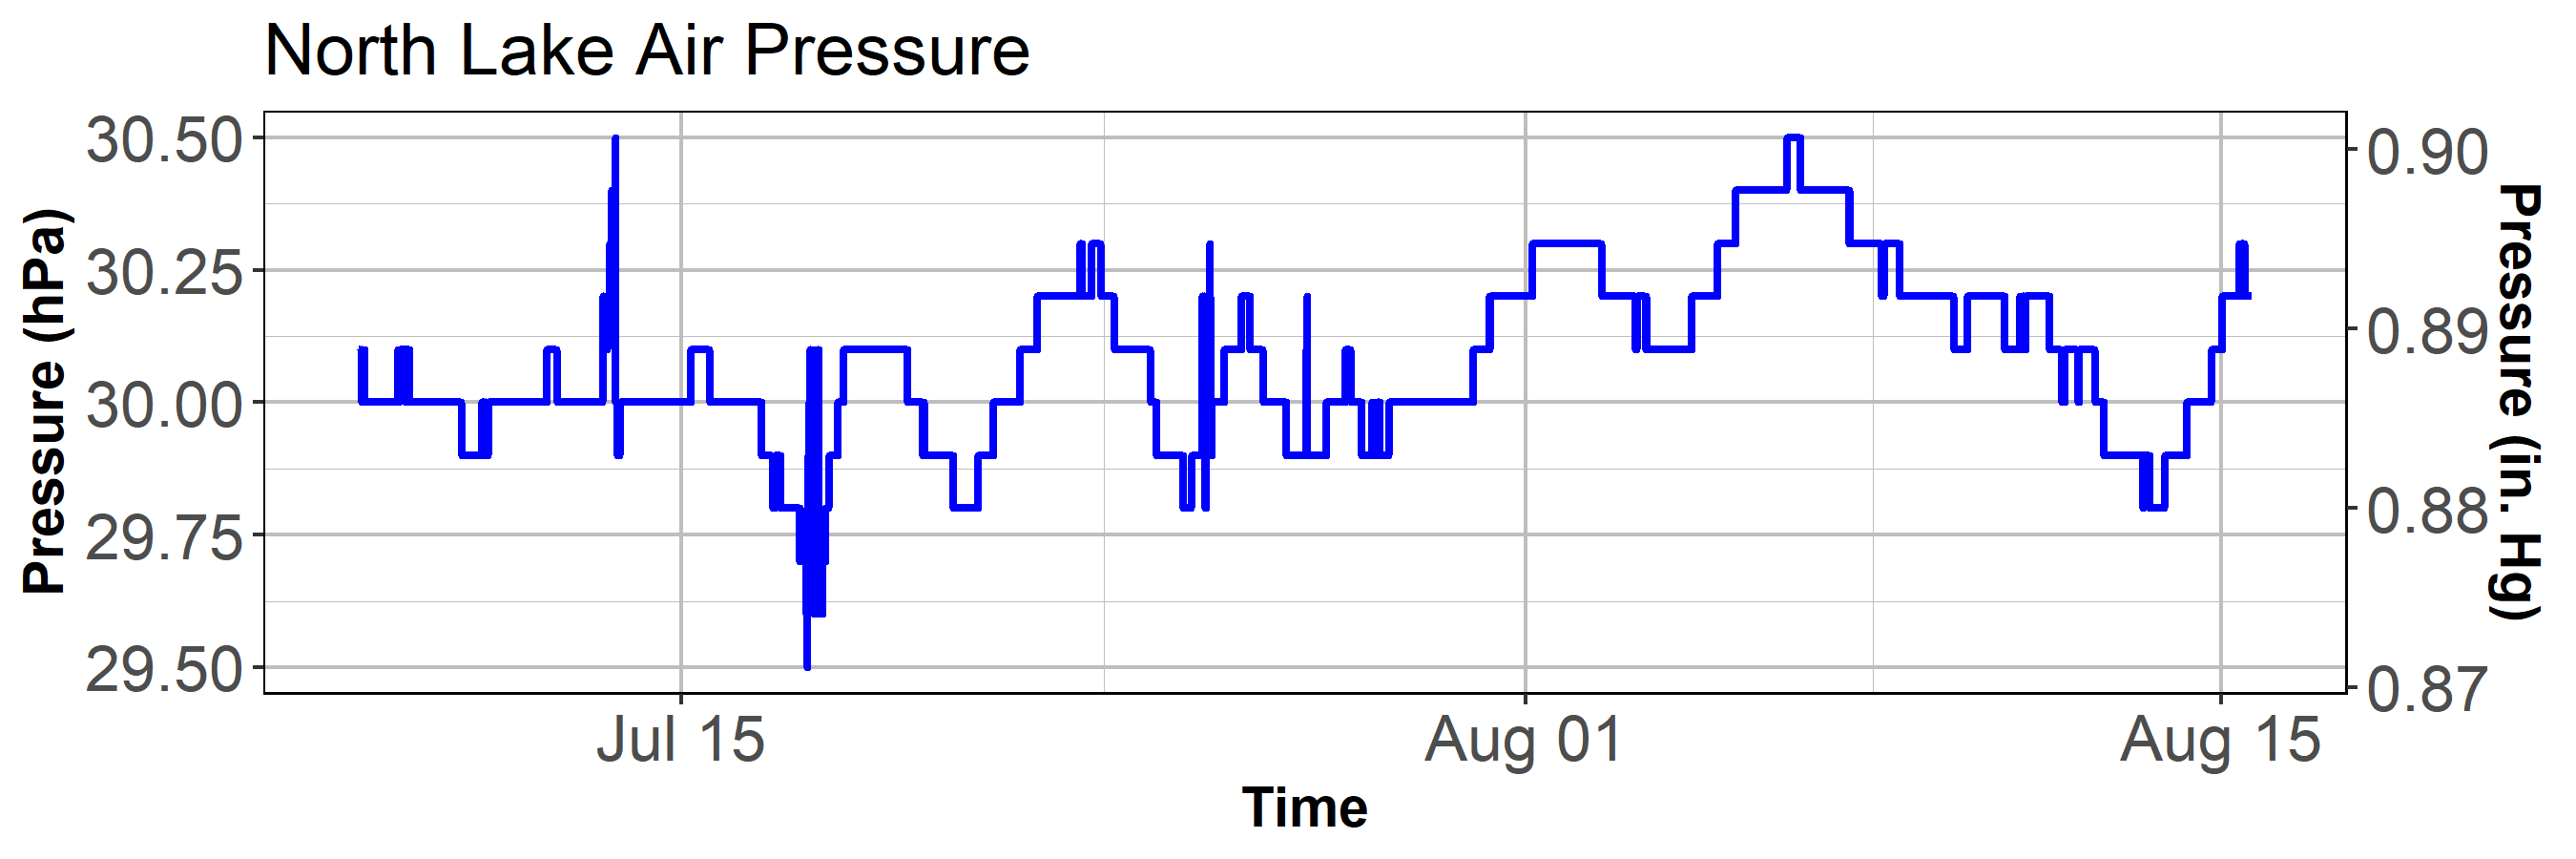 North Lake Air Pressure
Pressure (hPa)
30.50
30.25
30.00
29.75
29.50
0.90
0.89
0.88
0.87
Pressure (in. Hg)
Jul 15
Aug 01
Aug 15
Time